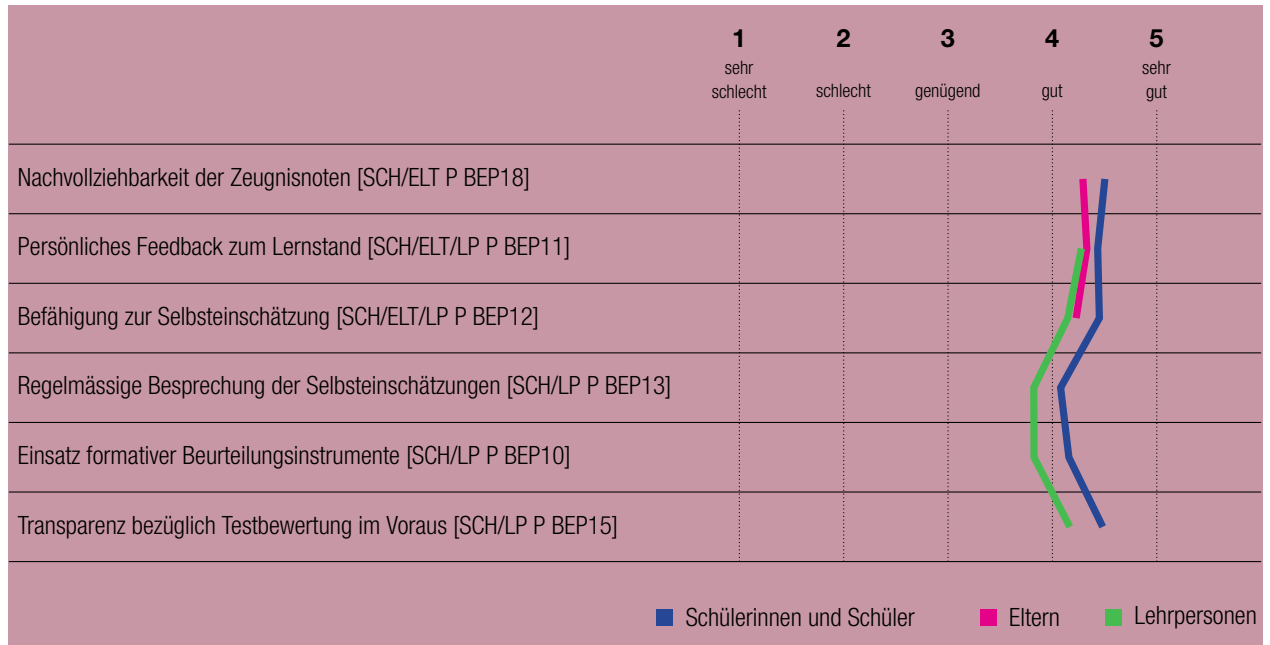 1 2 3 4 5
sehr schlecht schlecht genügend gut sehr gut
Nachvollziehbarkeit der Zeugnisnoten [SCH/ELT P BEP18]
Persönliches Feedback zum Lernstand [SCH/ELT/LP P BEP11]
Befähigung zur Selbsteinschätzung [SCH/ELT/LP P BEP12]
Regelmässige Besprechung der Selbsteinschätzungen [SCH/LP P BEP13]
Einsatz formativer Beurteilungsinstrumente [SCH/LP P BEP10]
Transparenz bezüglich Testbewertung im Voraus [SCH/LP P BEP15]
Schülerinnen und Schüler Eltern Lehrpersonen